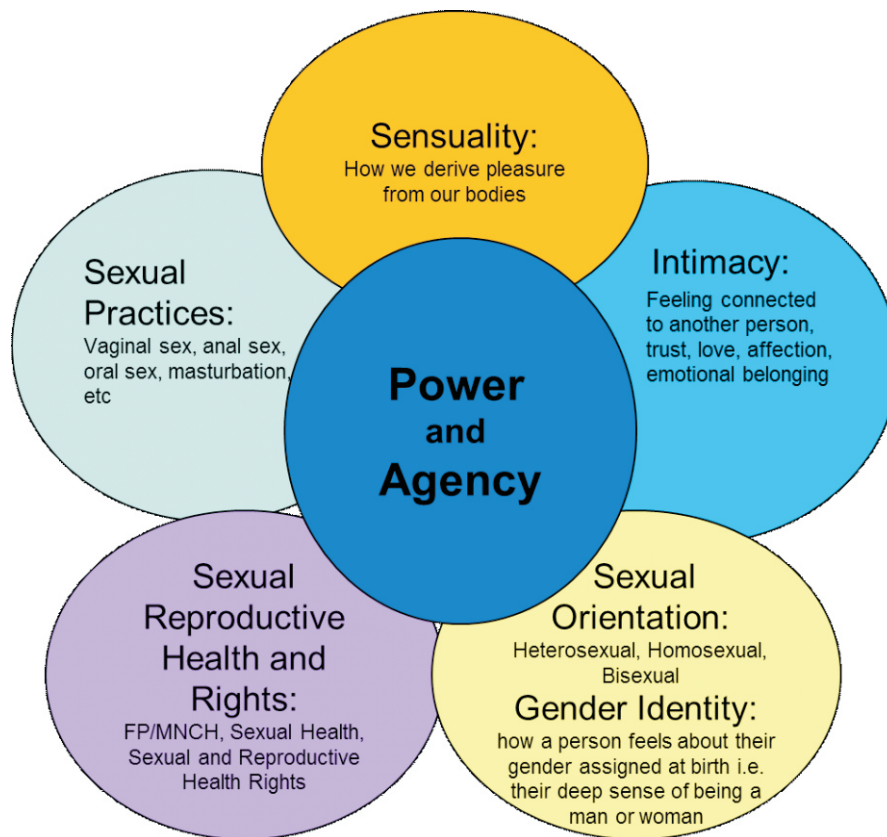 Sensuality:
How we derive pleasure
from our bodies
Intimacy:
Feeling connected
to another person,
trust, love, affection,
emotional belonging
Sexual
Practices:
Vaginal sex, anal sex,
oral sex, masturbation,
etc
Power
and
Agency
Sexual
Reproductive
Health and
Rights:
FP/MNCH, Sexual Health,
Sexual and Reproductive
Health Rights
Sexual
Orientation:
Heterosexual, Homosexual,
Bisexual
Gender Identity:
how a person feels about their
gender assigned at birth i.e.
their deep sense of being a
man or woman